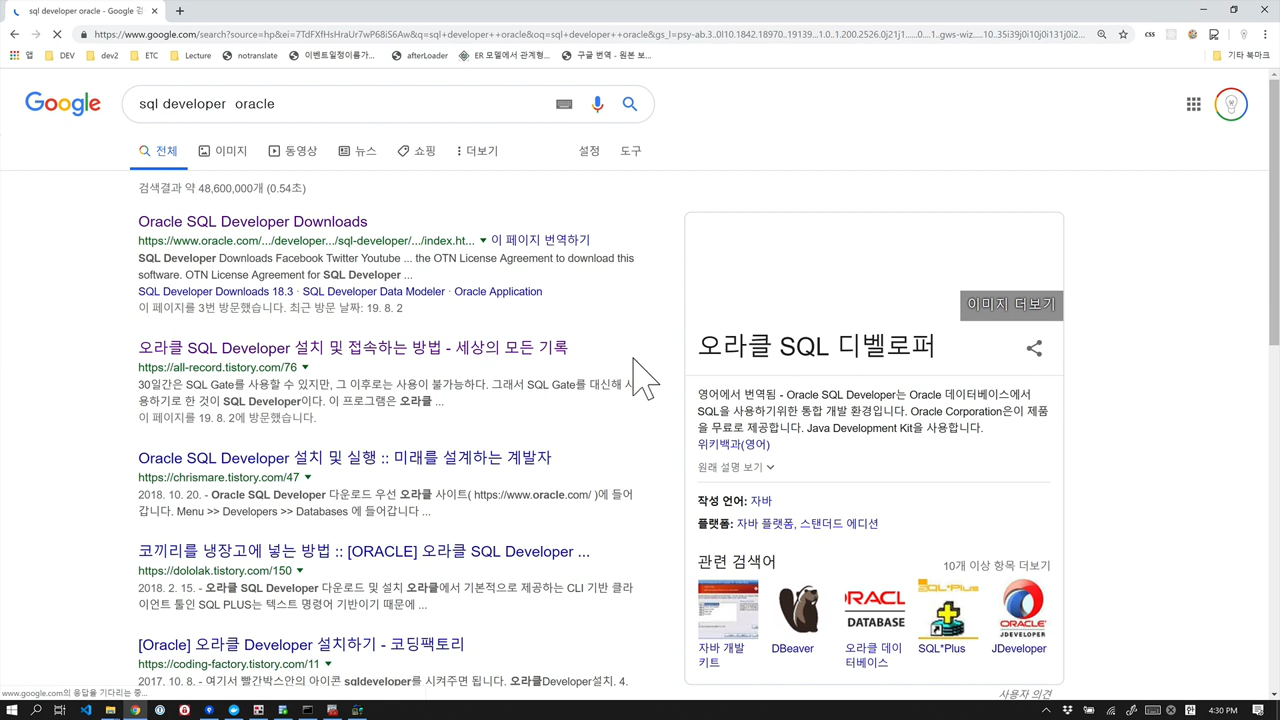 sql developer oracle - Google 검
https://www.google.com/search?source=hp&ei=7TdFXfHsHraUr7wP68iS6Aw&q=sql+developer++oracle&oq=sql+developer++oracle&gs_l=psy-ab.3..0l10.1842.18970..19139...1.0..1.200.2526.0j21j1......0....1..gws-wiz.....10..35i39j0i10j0i131j0i2...
앱 DEV dev2 ETC Lecture notranslate 이벤트일정이름가... afterLoader ER 모델에서 관계형... 구글 번역 - 원본 보... 기타 북마크
Google sql developer oracle
전체 이미지 동영상 뉴스 쇼핑 더보기 설정 도구
검색결과 약 48,600,000개 (0.54초)
Oracle SQL Developer Downloads
https://www.oracle.com/.../developer.../sql-developer/.../index.ht... ▼ 이 페이지 번역하기
SQL Developer Downloads Facebook Twitter Youtube ... the OTN License Agreement to download this
software. OTN License Agreement for SQL Developer ...
SQL Developer Downloads 18.3 · SQL Developer Data Modeler · Oracle Application
이 페이지를 3번 방문했습니다. 최근 방문 날짜: 19. 8. 2
오라클 SQL Developer 설치 및 접속하는 방법 - 세상의 모든 기록
https://all-record.tistory.com/76 ▼
30일간은 SQL Gate를 사용할 수 있지만, 그 이후로는 사용이 불가능하다. 그래서 SQL Gate를 대신해 사
용하기로 한 것이 SQL Developer이다. 이 프로그램은 오라클 ...
이 페이지를 19. 8. 2에 방문했습니다.
Oracle SQL Developer 설치 및 실행 :: 미래를 설계하는 계발자
https://chrismare.tistory.com/47 ▼
2018. 10. 20. - Oracle SQL Developer 다운로드 우선 오라클 사이트( https://www.oracle.com/ )에 들어
갑니다. Menu >> Developers >> Databases 에 들어갑니다 ...
코끼리를 냉장고에 넣는 방법 :: [ORACLE] 오라클 SQL Developer ...
https://dololak.tistory.com/150 ▼
2018. 2. 15. - 오라클 SQL Developer 다운로드 및 설치 오라클에서 기본적으로 제공하는 CLI 기반 클라
이언트 툴인 SQL PLUS는 텍스트 명령어 기반이기 때문에 ...
[Oracle] 오라클 Developer 설치하기 - 코딩팩토리
https://coding-factory.tistory.com/11 ▼
2017. 10. 8. - 여기서 빨간박스안의 아이콘 sqldeveloper를 시켜주면 됩니다. 오라클Developer설치. 4.
이미지 더보기
오라클 SQL 디벨로퍼
영어에서 번역됨 - Oracle SQL Developer는 Oracle 데이터베이스에서
SQL을 사용하기위한 통합 개발 환경입니다. Oracle Corporation은이 제품
을 무료로 제공합니다. Java Development Kit을 사용합니다.
위키백과(영어)
원래 설명 보기
작성 언어: 자바
플랫폼: 자바 플랫폼, 스탠더드 에디션
관련 검색어 10개 이상 항목 더보기
자바 개발
키트
DBeaver
오라클 데이
터베이스
SQL*Plus
JDeveloper
사용자 의견
www.google.com의 응답을 기다리는 중...
4:30 PM